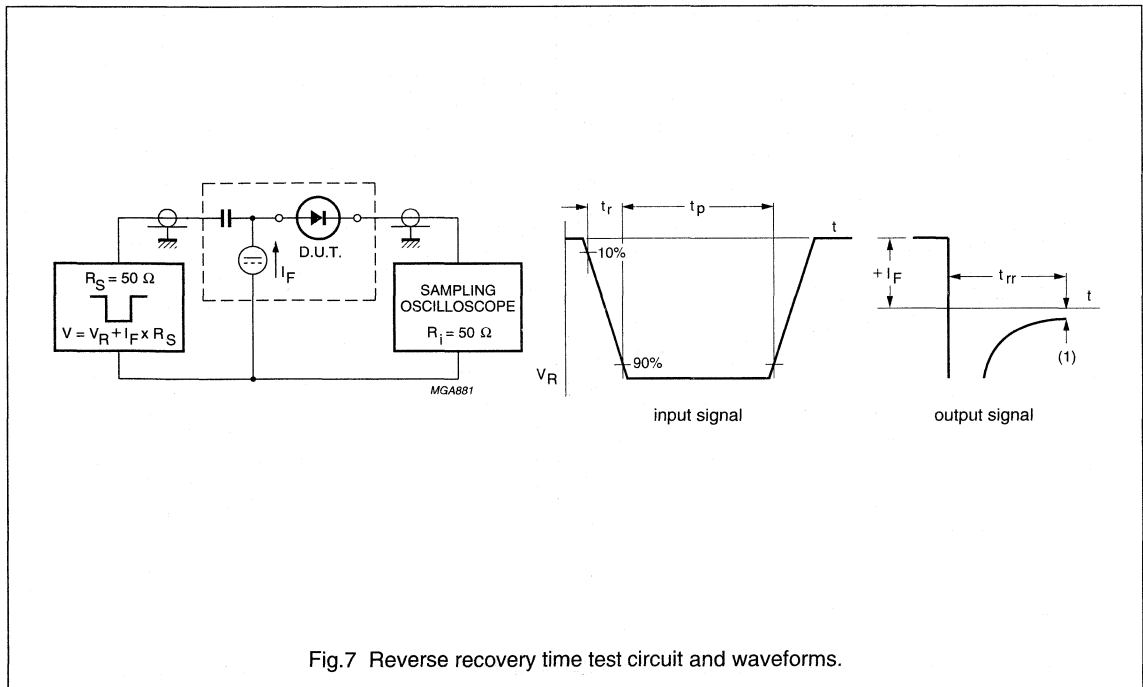 R_S = 50 Ω
V = V_R + I_F x R_S
I_F
D.U.T.
SAMPLING
OSCILLOSCOPE
R_i = 50 Ω
MGA881
t_r
t_p
t
10%
90%
V_R
input signal
+ I_F
t_rr
t
(1)
output signal
Fig.7 Reverse recovery time test circuit and waveforms.